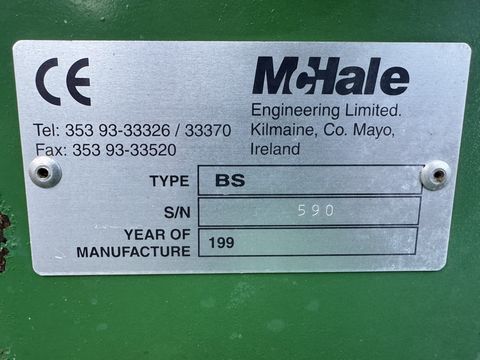 CE
McHale
Engineering Limited.
Kilmaine, Co. Mayo,
Ireland
Tel: 353 93-33326 / 33370
Fax: 353 93-33520
TYPE BS
S/N 590
YEAR OF
MANUFACTURE 199